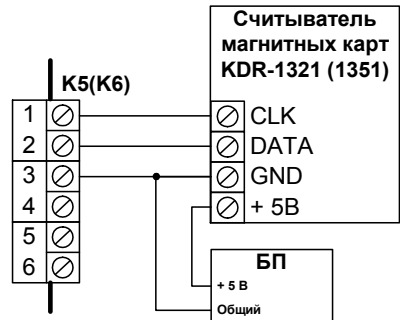 Считыватель
магнитных карт
KDR-1321 (1351)
K5(K6)
1
CLK
2
DATA
3
GND
4
+ 5В
5
6
БП
+ 5 В
Общий